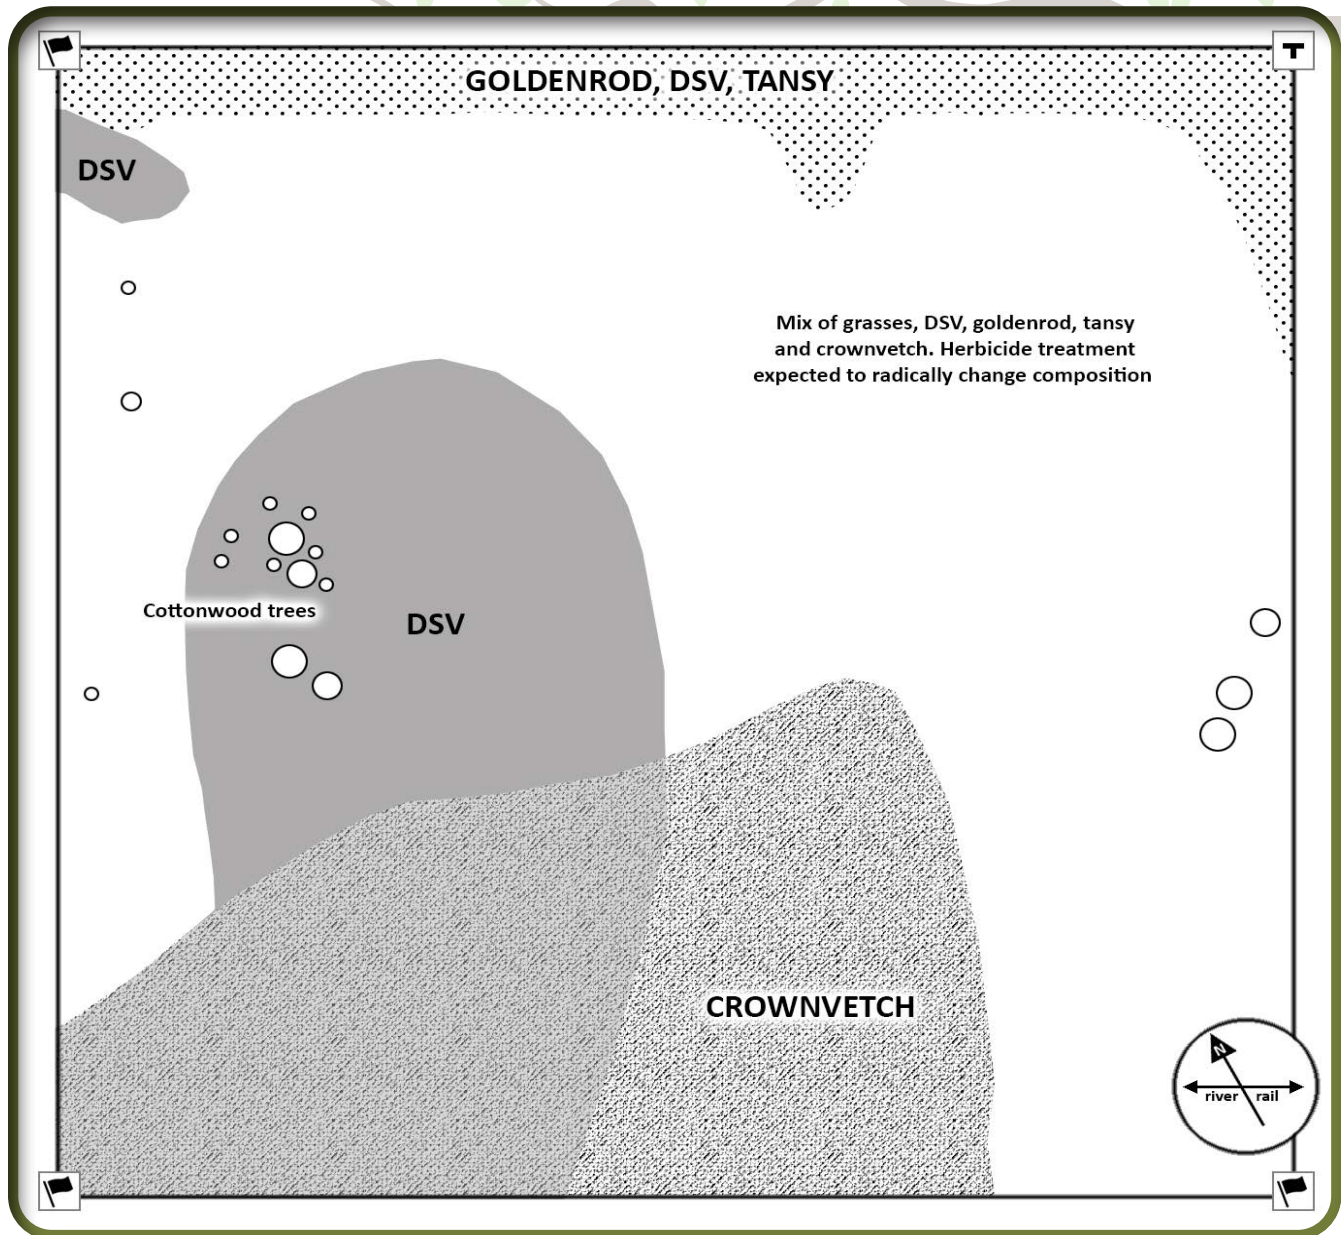 T
GOLDENROD, DSV, TANSY
DSV
Mix of grasses, DSV, goldenrod, tansy
and crownvetch. Herbicide treatment
expected to radically change composition
Cottonwood trees
DSV
CROWNVETCH
N
river rail